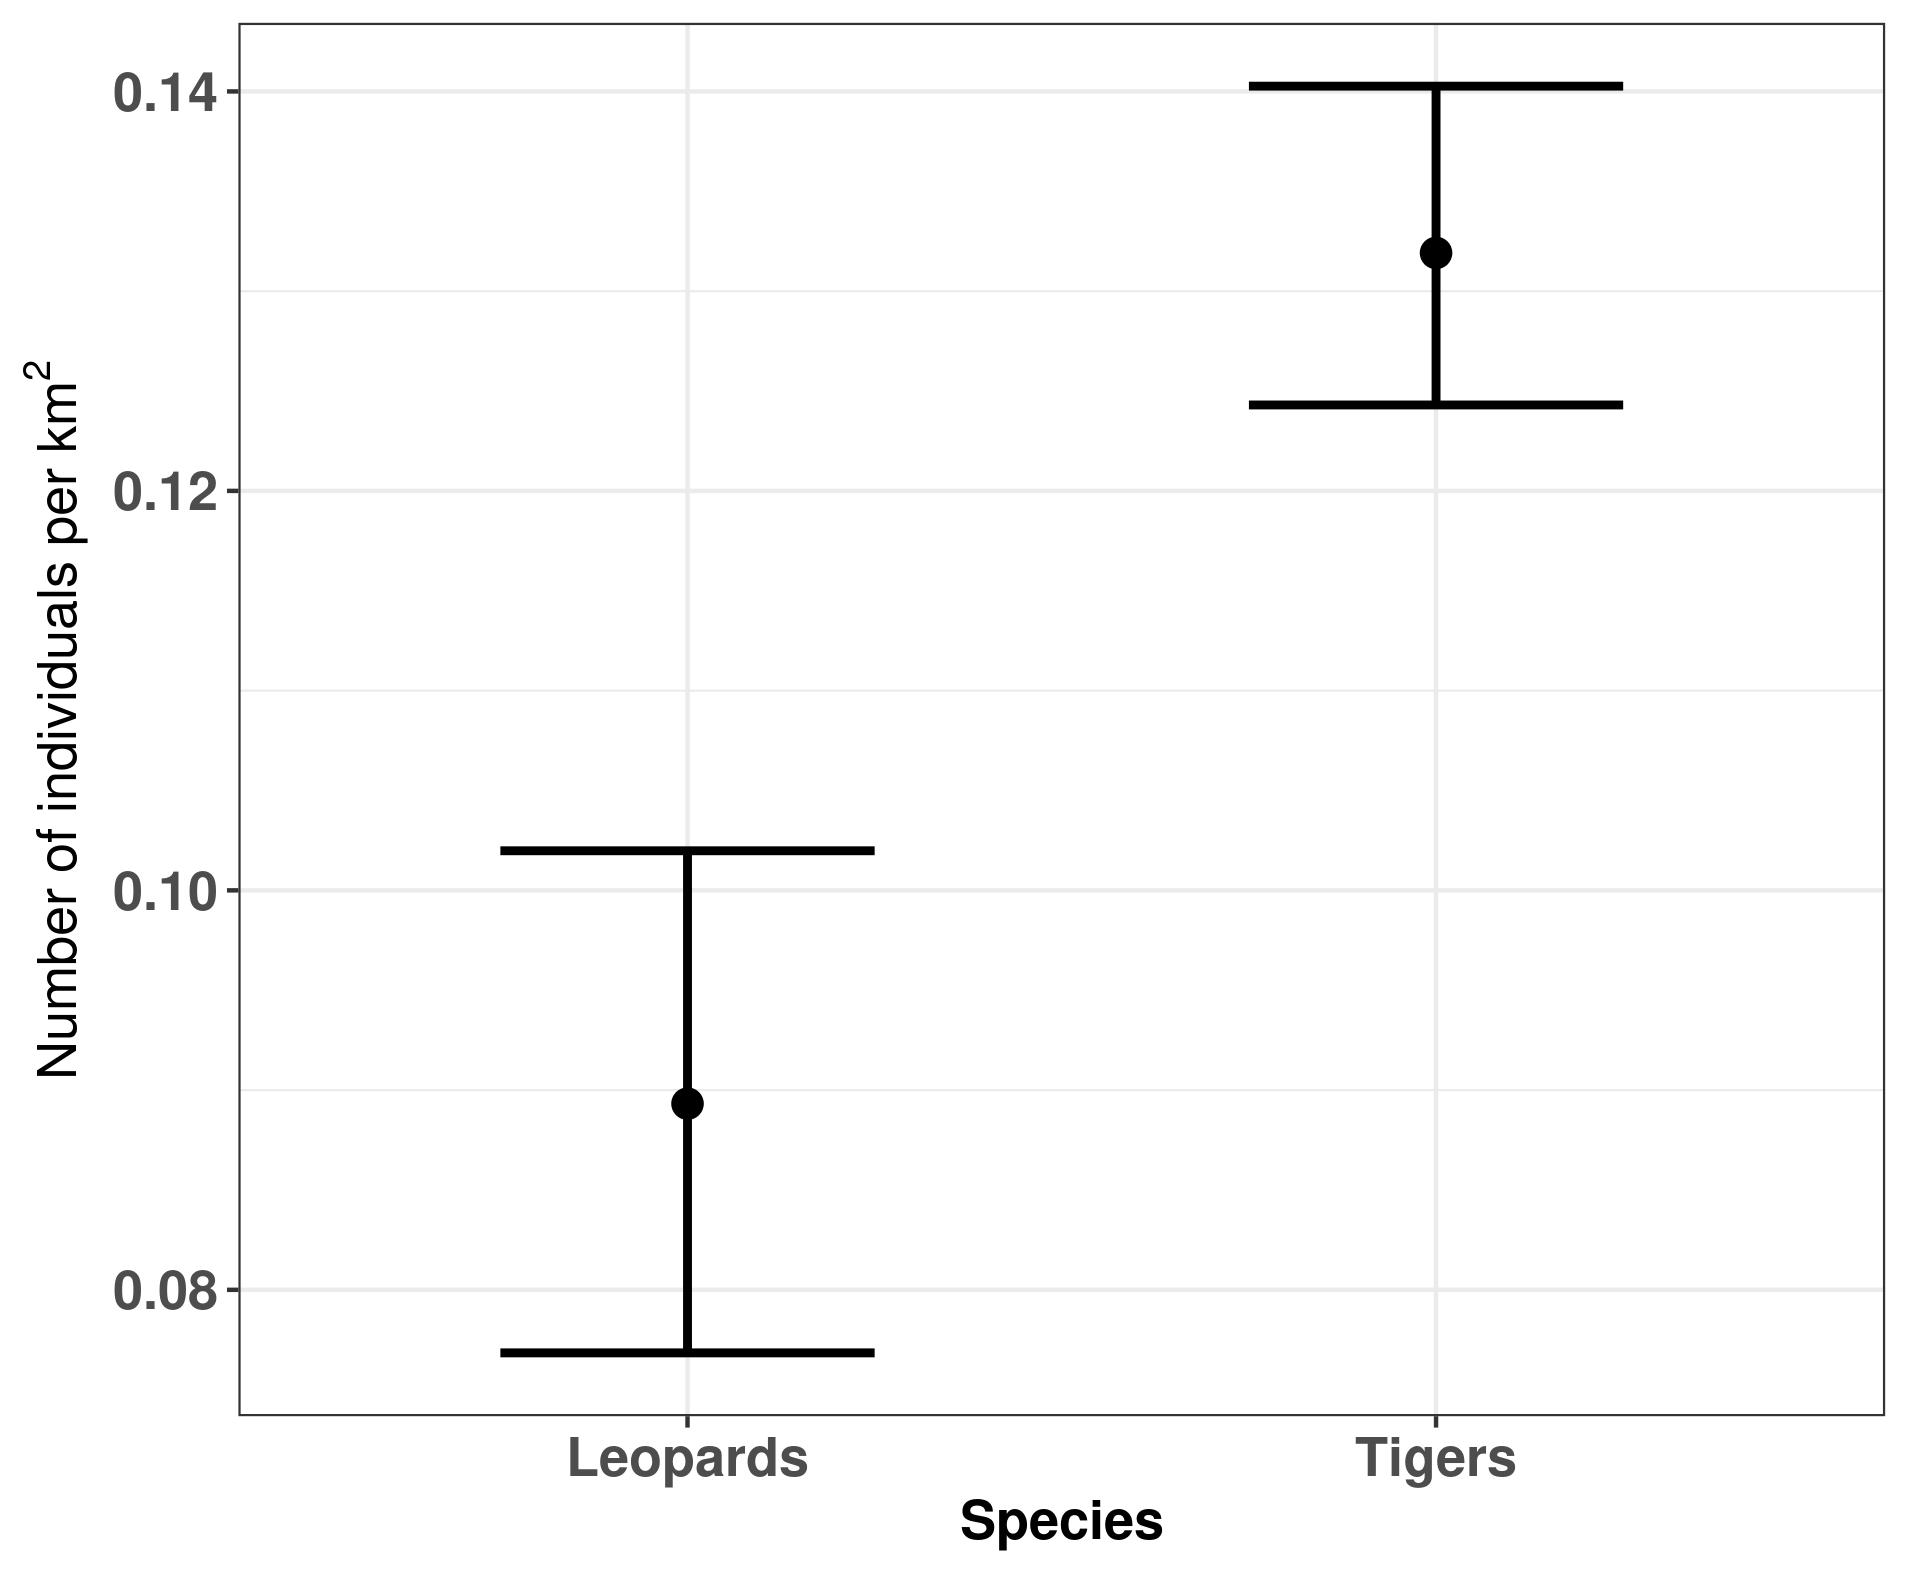 Number of individuals per km²
0.14
0.12
0.10
0.08
Leopards Tigers
Species